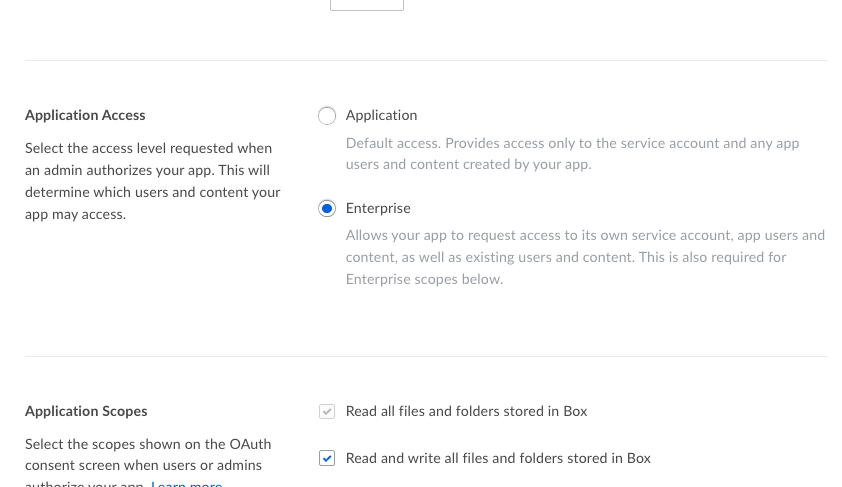 Application Access
Select the access level requested when
an admin authorizes your app. This will
determine which users and content your
app may access.
Application
Default access. Provides access only to the service account and any app
users and content created by your app.
Enterprise
Allows your app to request access to its own service account, app users and
content, as well as existing users and content. This is also required for
Enterprise scopes below.
Application Scopes
Select the scopes shown on the OAuth
consent screen when users or admins
authorize your app. Learn more
Read all files and folders stored in Box
Read and write all files and folders stored in Box